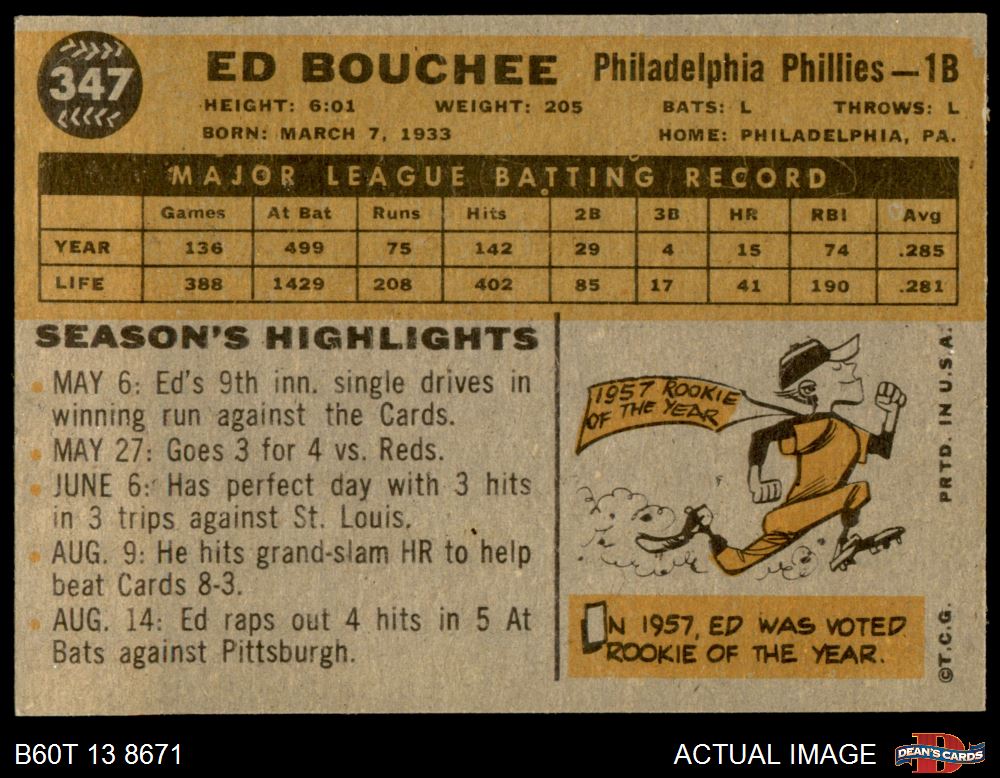 347
ED BOUCHEE Philadelphia Phillies—1B
HEIGHT: 6:01 WEIGHT: 205 BATS: L THROWS: L
BORN: MARCH 7, 1933 HOME: PHILADELPHIA, PA.
MAJOR LEAGUE BATTING RECORD
Games At Bat Runs Hits 2B 3B HR RBI Avg
YEAR 136 499 75 142 29 4 15 74 .285
LIFE 388 1429 208 402 85 17 41 190 .281
SEASON'S HIGHLIGHTS
MAY 6: Ed's 9th inn. single drives in
winning run against the Cards.
MAY 27: Goes 3 for 4 vs. Reds.
JUNE 6: Has perfect day with 3 hits
in 3 trips against St. Louis.
AUG. 9: He hits grand-slam HR to help
beat Cards 8-3.
AUG. 14: Ed raps out 4 hits in 5 At
Bats against Pittsburgh.
1957 ROOKIE
OF THE YEAR
IN 1957, ED WAS VOTED
ROOKIE OF THE YEAR.
©T.C.G. PRTD. IN U.S.A.
B60T 13 8671 ACTUAL IMAGE DEAN'S CARDS